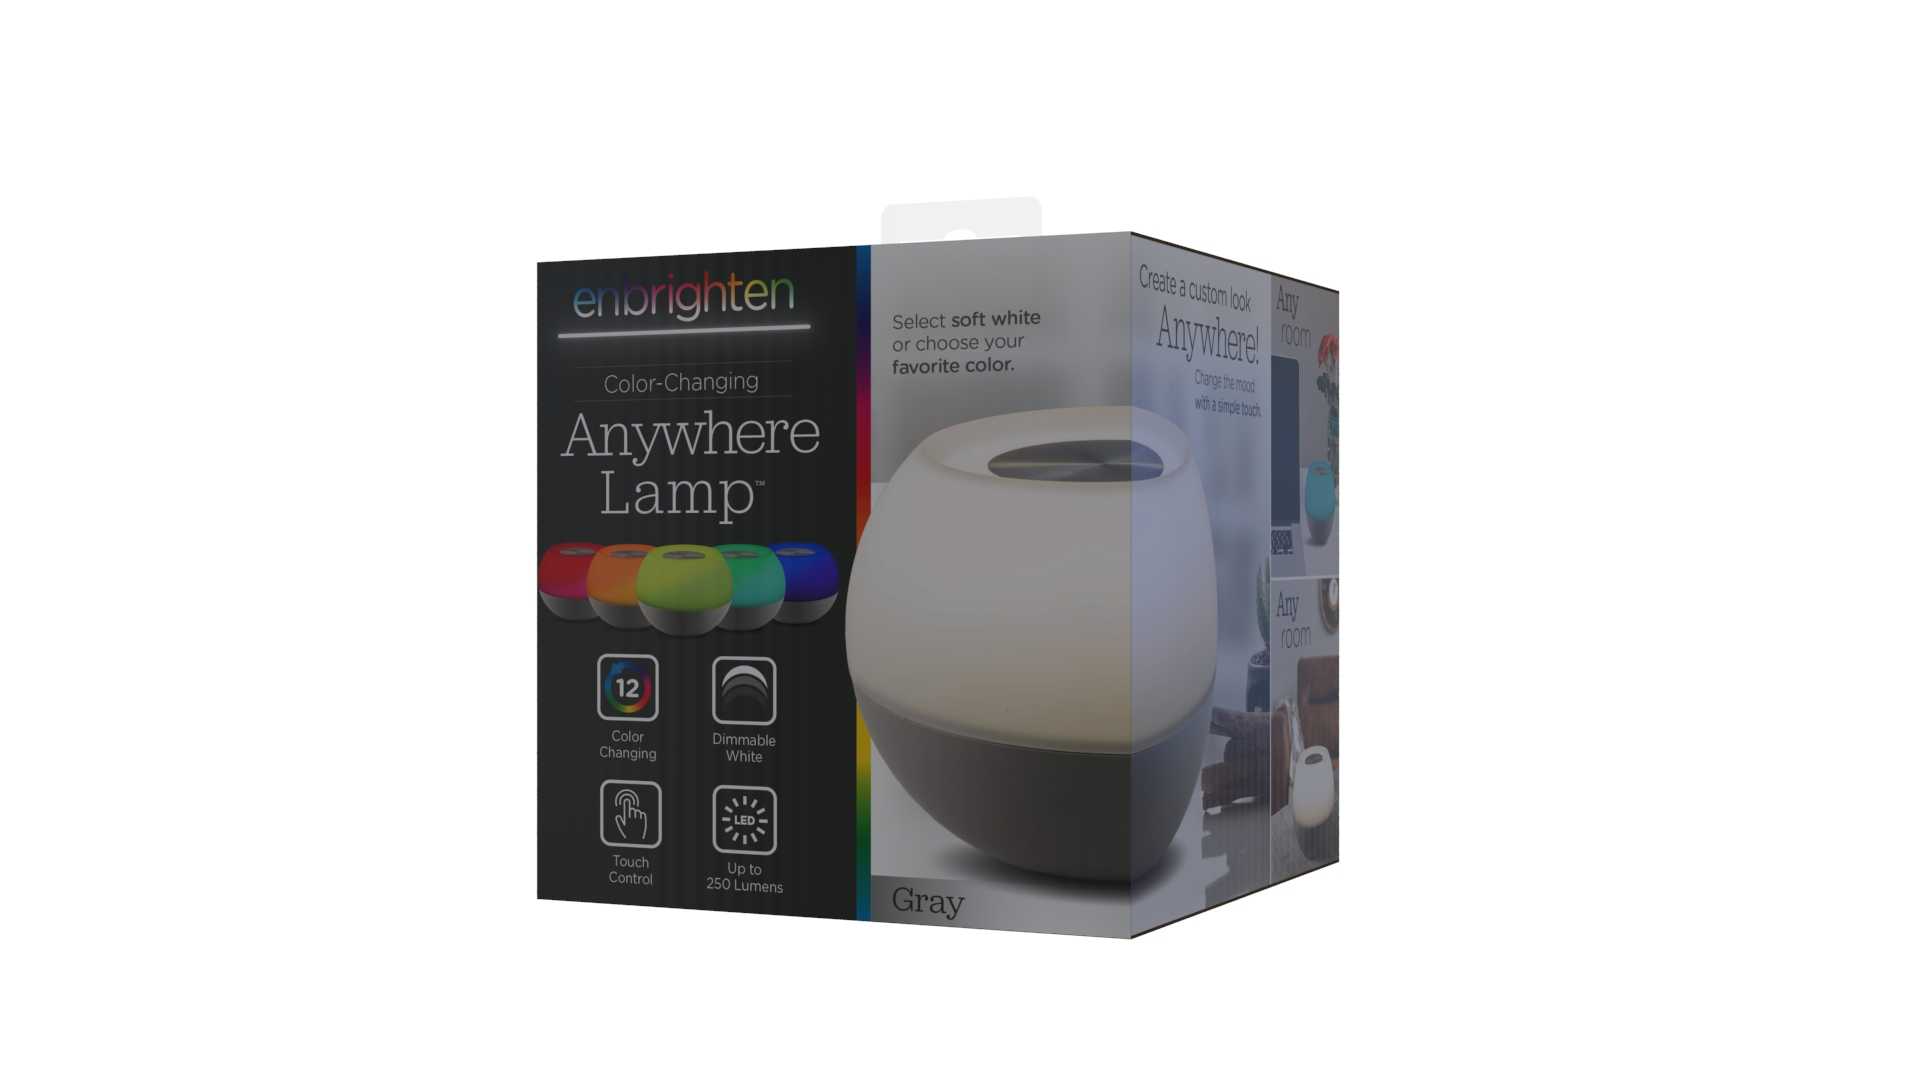 enbrighten
Color-Changing
Anywhere
Lamp™
12
Color
Changing
Dimmable
White
Touch
Control
LED
Up to
250 Lumens
Select soft white
or choose your
favorite color.
Gray
Create a custom look
Anywhere!
Change the mood
with a simple touch.
Any
room
Any
room